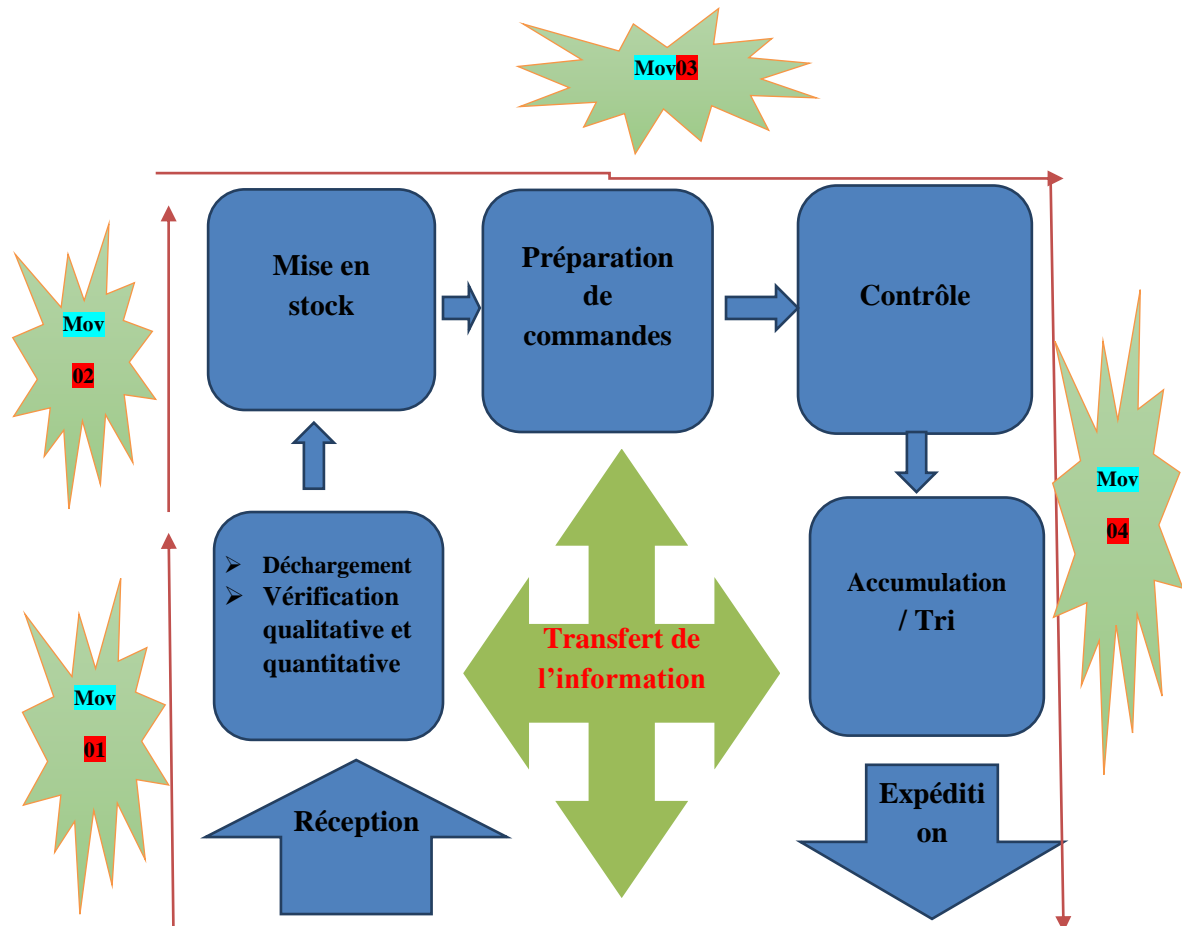 Mov03
Mise en
stock
Préparation
de
commandes
Contrôle
Mov
02
Mov
04
Déchargement
Vérification
qualitative et
quantitative
Transfert de
l’information
Accumulation
/ Tri
Mov
01
Réception
Expéditi
on